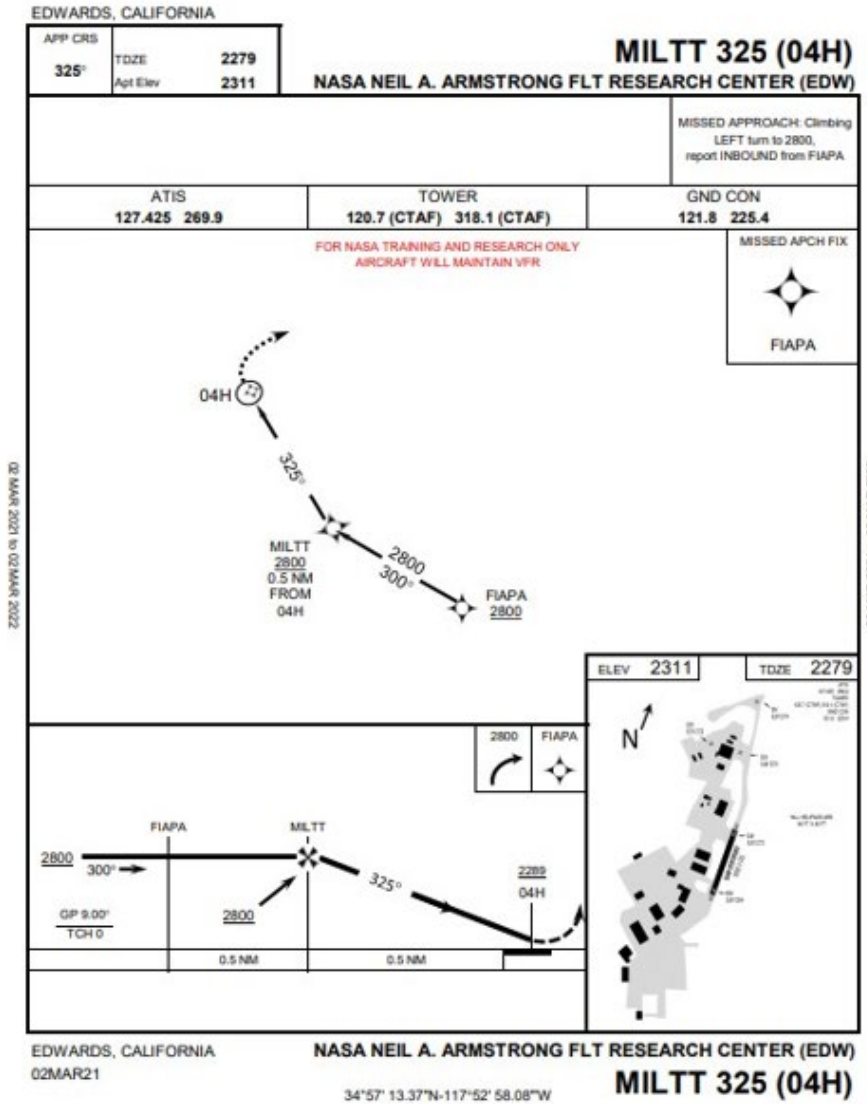 EDWARDS, CALIFORNIA
APP CRS
325°
TDZE 2279
Apt Elev 2311
MILTT 325 (04H)
NASA NEIL A. ARMSTRONG FLT RESEARCH CENTER (EDW)
MISSED APPROACH: Climbing
LEFT turn to 2800,
report INBOUND from FIAPA
ATIS
127.425 269.9
TOWER
120.7 (CTAF) 318.1 (CTAF)
GND CON
121.8 225.4
FOR NASA TRAINING AND RESEARCH ONLY
AIRCRAFT WILL MAINTAIN VFR
MISSED APCH FIX
FIAPA
04H
325°
MILTT
2800
0.5 NM
FROM
04H
2800
300°
FIAPA
2800
02 MAR 2021 to 02 MAR 2022
ELEV 2311
TDZE 2279
N
2800
FIAPA
FIAPA
MILTT
2800
300°
325°
2289
04H
GP 9.00°
TCH 0
2800
0.5 NM
0.5 NM
EDWARDS, CALIFORNIA
02MAR21
NASA NEIL A. ARMSTRONG FLT RESEARCH CENTER (EDW)
34°57' 13.37"N-117°52' 58.08"W
MILTT 325 (04H)